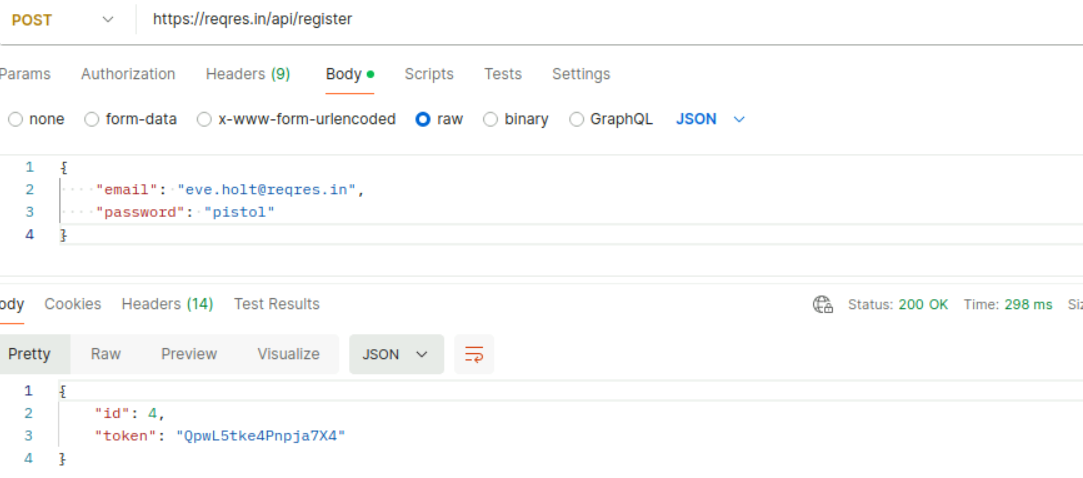 POST https://reqres.in/api/register
Params Authorization Headers (9) Body Scripts Tests Settings
none form-data x-www-form-urlencoded raw binary GraphQL JSON
1 {
2 "email": "eve.holt@reqres.in",
3 "password": "pistol"
4 }
ody Cookies Headers (14) Test Results Status: 200 OK Time: 298 ms Siz
Pretty Raw Preview Visualize JSON
1 {
2 "id": 4,
3 "token": "QpwL5tke4Pnpja7X4"
4 }